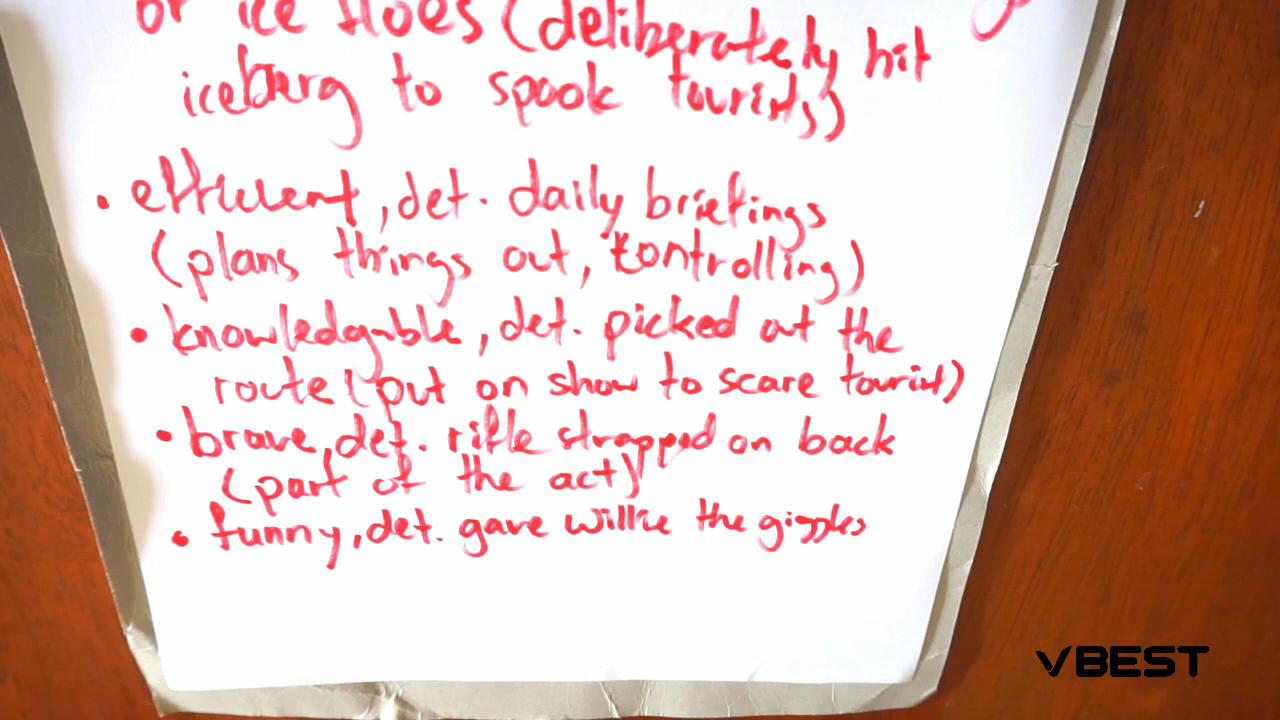 of ice floes (deliberately hit
iceberg to spook tourists)
• efficient, det. daily briefings
(plans things out, controlling)
• knowledgable, det. picked out the
route (put on show to scare tourist)
• brave, det. rifle strapped on back
(part of the act)
• funny, det. gave willie the giggles
VBEST